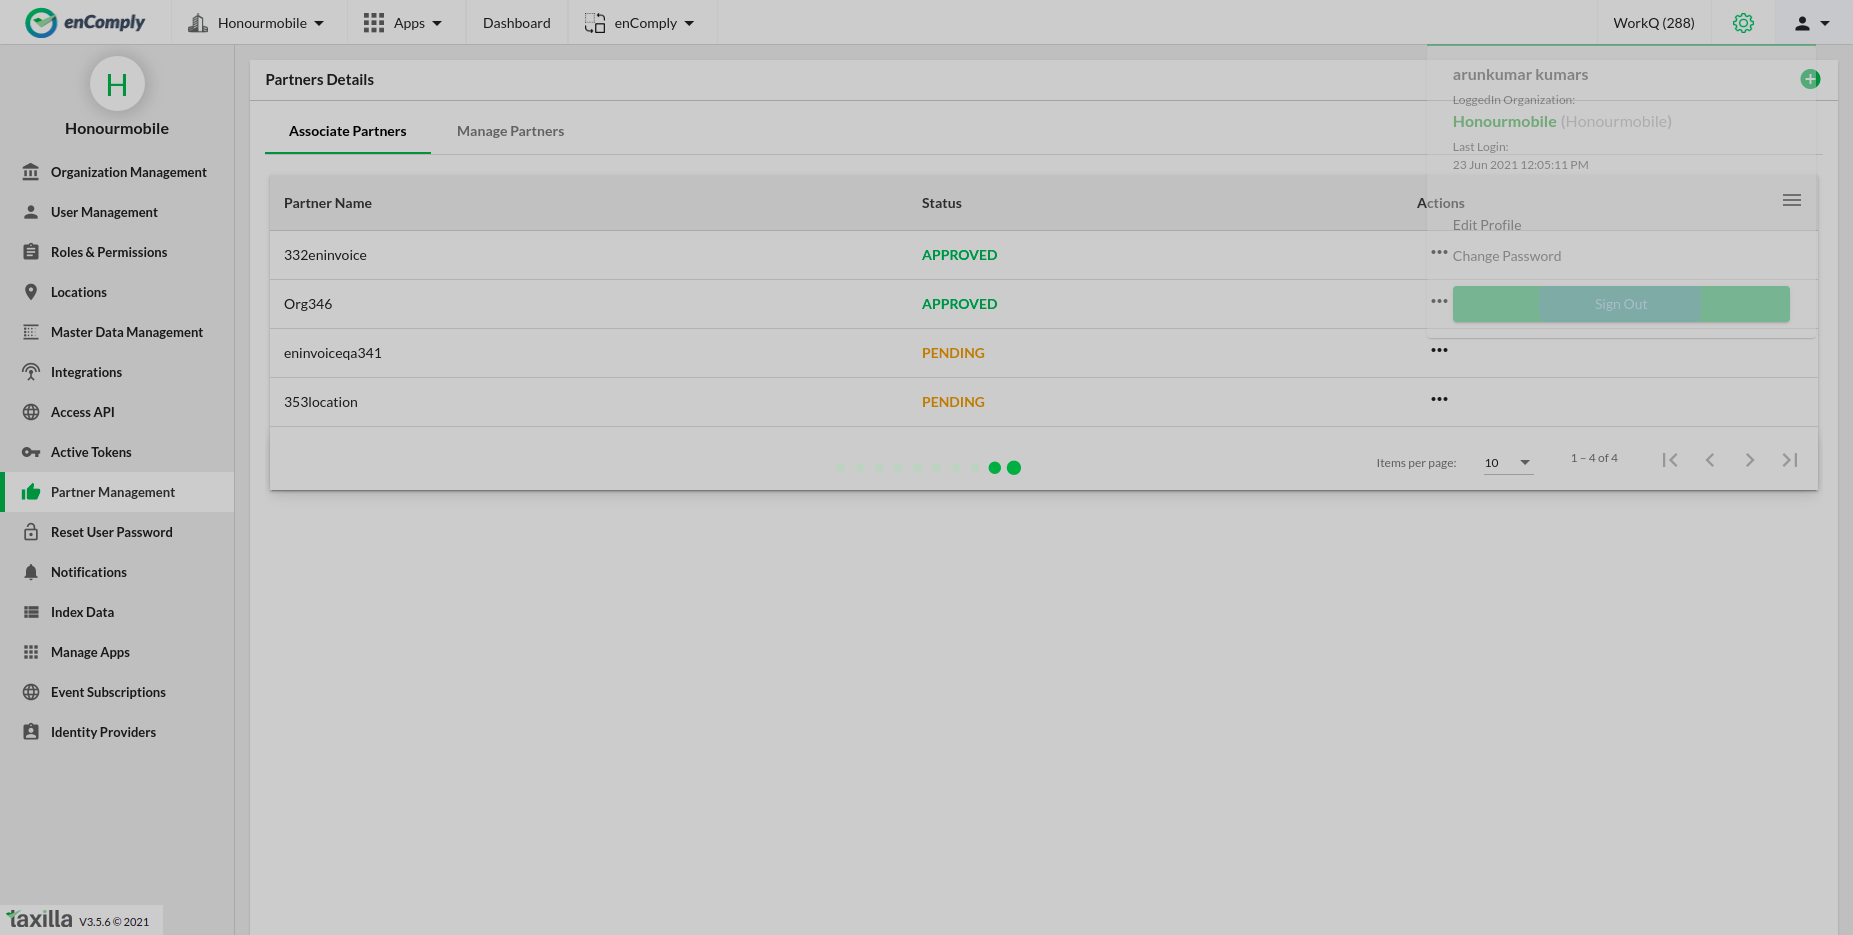 enComply
Honourmobile
Apps
Dashboard
enComply
WorkQ (288)
H
Honourmobile
Organization Management
User Management
Roles & Permissions
Locations
Master Data Management
Integrations
Access API
Active Tokens
Partner Management
Reset User Password
Notifications
Index Data
Manage Apps
Event Subscriptions
Identity Providers
taxilla V3.5.6 © 2021
Partners Details
Associate Partners
Manage Partners
Partner Name Status Actions
332eninvoice APPROVED
Org346 APPROVED
eninvoiceqa341 PENDING
353location PENDING
Items per page: 10 1 – 4 of 4
arunkumar kumars
LoggedIn Organization:
Honourmobile (Honourmobile)
Last Login:
23 Jun 2021 12:05:11 PM
Edit Profile
Change Password
Sign Out